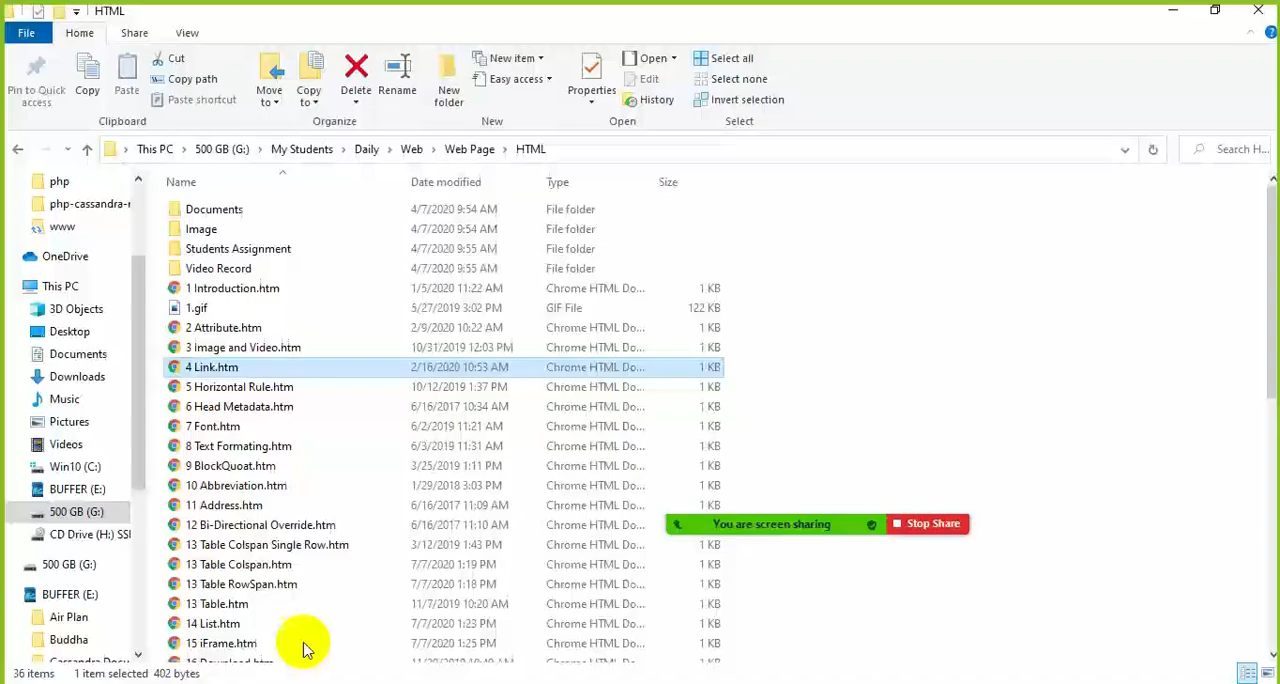 HTML
File Home Share View
Pin to Quick access
Copy
Paste
Cut
Copy path
Paste shortcut
Clipboard
Move to
Copy to
Delete
Rename
Organize
New folder
New item
Easy access
New
Properties
Open
Edit
History
Open
Select all
Select none
Invert selection
Select
This PC > 500 GB (G:) > My Students > Daily > Web > Web Page > HTML
Search H...
php
www
OneDrive
This PC
3D Objects
Desktop
Documents
Downloads
Music
Pictures
Videos
Win10 (C:)
BUFFER (E:)
500 GB (G:)
CD Drive (H:) SSI
500 GB (G:)
BUFFER (E:)
Air Plan
Buddha
Name Date modified Type Size
Documents 4/7/2020 9:54 AM File folder
Image 4/7/2020 9:54 AM File folder
Students Assignment 4/7/2020 9:55 AM File folder
Video Record 4/7/2020 9:55 AM File folder
1 Introduction.htm 1/5/2020 11:22 AM Chrome HTML Do... 1 KB
1.gif 5/27/2019 3:02 PM GIF File 122 KB
2 Attribute.htm 2/9/2020 10:22 AM Chrome HTML Do... 1 KB
3 Image and Video.htm 10/31/2019 12:03 PM Chrome HTML Do... 1 KB
4 Link.htm 2/16/2020 10:53 AM Chrome HTML Do... 1 KB
5 Horizontal Rule.htm 10/12/2019 1:37 PM Chrome HTML Do... 1 KB
6 Head Metadata.htm 6/16/2017 10:34 AM Chrome HTML Do... 1 KB
7 Font.htm 6/2/2019 11:21 AM Chrome HTML Do... 1 KB
8 Text Formating.htm 6/3/2019 11:31 AM Chrome HTML Do... 1 KB
9 BlockQuoat.htm 3/25/2019 1:11 PM Chrome HTML Do... 1 KB
10 Abbreviation.htm 1/29/2018 3:03 PM Chrome HTML Do... 1 KB
11 Address.htm 6/16/2017 11:09 AM Chrome HTML Do... 1 KB
12 Bi-Directional Override.htm 6/16/2017 11:10 AM Chrome HTML Do...
13 Table Colspan Single Row.htm 3/12/2019 1:43 PM Chrome HTML Do... 1 KB
13 Table Colspan.htm 7/7/2020 1:19 PM Chrome HTML Do... 1 KB
13 Table RowSpan.htm 7/7/2020 1:18 PM Chrome HTML Do... 1 KB
13 Table.htm 11/7/2019 10:20 AM Chrome HTML Do... 1 KB
14 List.htm 7/7/2020 1:23 PM Chrome HTML Do... 1 KB
15 iFrame.htm 7/7/2020 1:25 PM Chrome HTML Do... 1 KB
You are screen sharing Stop Share
36 items 1 item selected 402 bytes